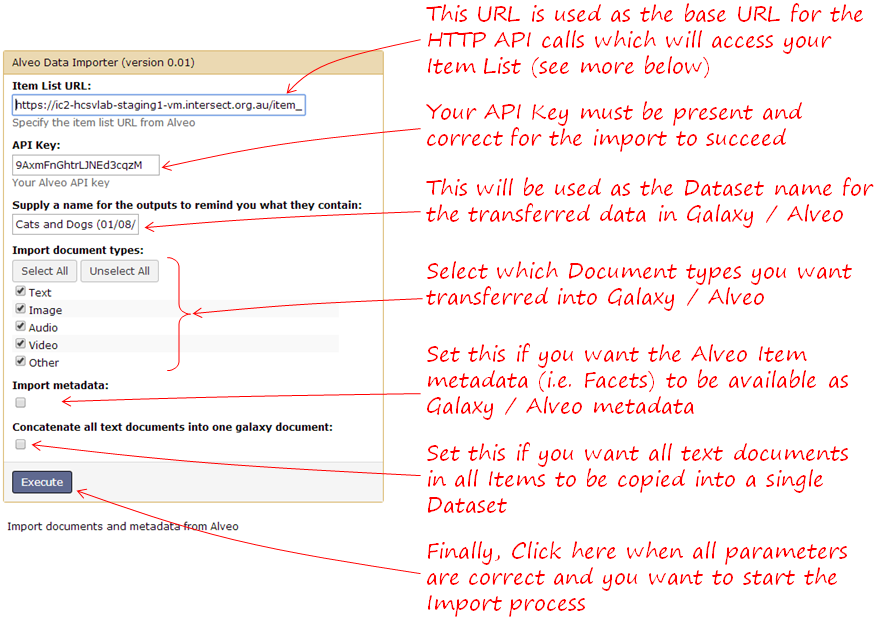 This URL is used as the base URL for the
HTTP API calls which will access your
Item List (see more below)
Alveo Data Importer (version 0.01)
Item List URL:
https://ic2-hcsvlab-staging1-vm.intersect.org.au/item_
Specify the item list URL from Alveo
Your API Key must be present and
correct for the import to succeed
API Key:
9AxmFnGhtrLJNEd3cqzM
Your Alveo API key
This will be used as the Dataset name for
the transferred data in Galaxy / Alveo
Supply a name for the outputs to remind you what they contain:
Cats and Dogs (01/08/
Import document types:
Select All
Unselect All
Text
Image
Audio
Video
Other
Select which Document types you want
transferred into Galaxy / Alveo
Import metadata:
Set this if you want the Alveo Item
metadata (i.e. Facets) to be available as
Galaxy / Alveo metadata
Concatenate all text documents into one galaxy document:
Set this if you want all text documents
in all Items to be copied into a single
Dataset
Execute
Import documents and metadata from Alveo
Finally, Click here when all parameters
are correct and you want to start the
Import process